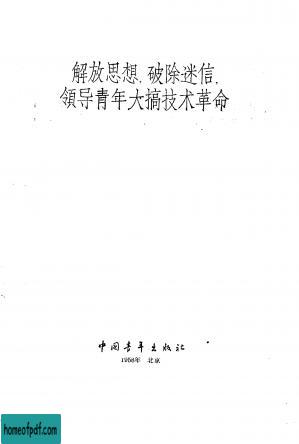 解放思想，破除迷信，
領导青年大搞技术革命
中国青年出版社
1958年 北京
homeofpdf.com